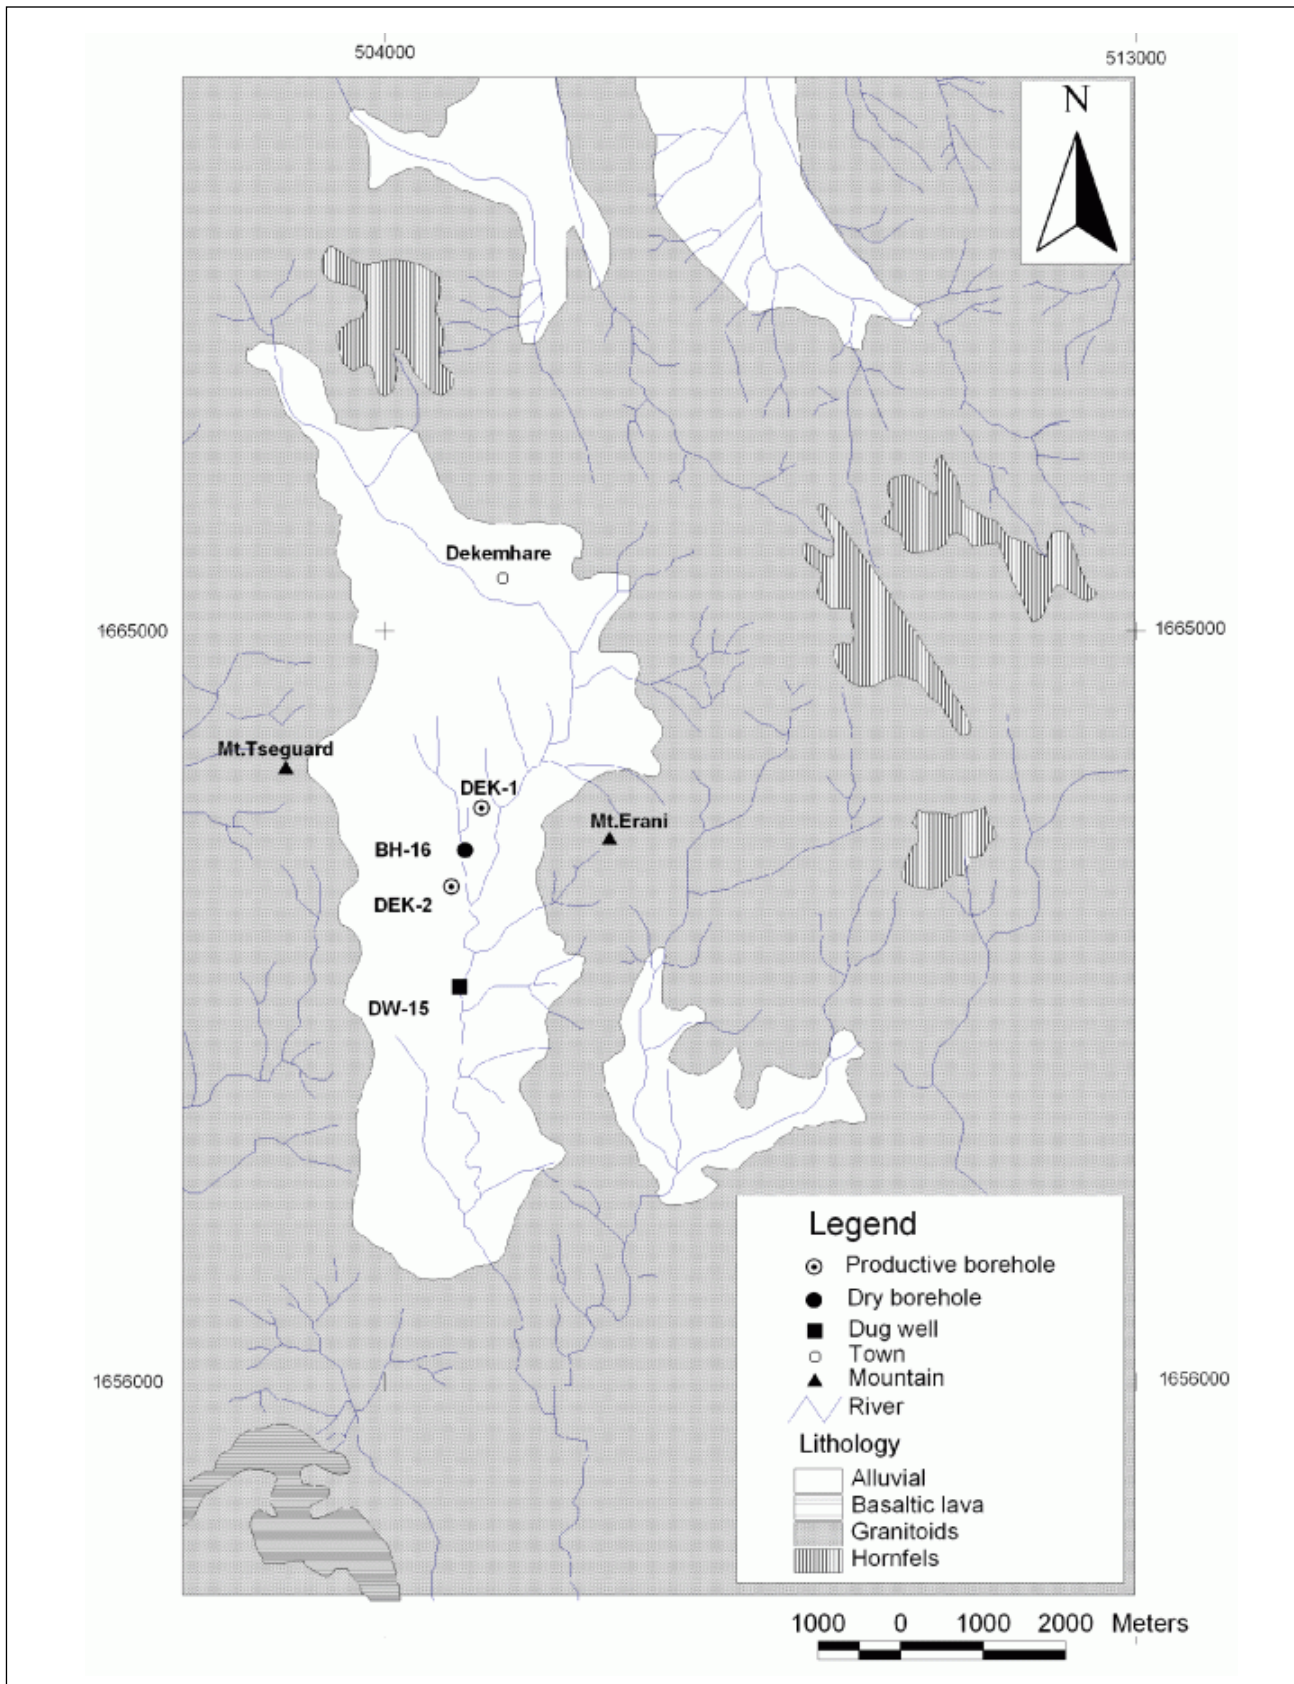 504000
513000
N
Dekemhare
1665000
1665000
Mt.Tseguard
DEK-1
Mt.Erani
BH-16
DEK-2
DW-15
Legend
Productive borehole
Dry borehole
Dug well
Town
Mountain
River
1656000
1656000
Lithology
Alluvial
Basaltic lava
Granitoids
Hornfels
1000 0 1000 2000 Meters